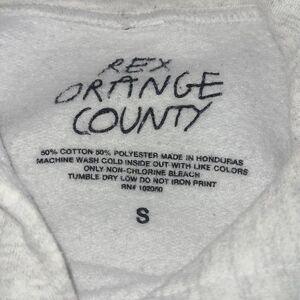 REX
ORANGE
COUNTY
50% COTTON 50% POLYESTER MADE IN HONDURAS
MACHINE WASH COLD INSIDE OUT WITH LIKE COLORS
ONLY NON-CHLORINE BLEACH
TUMBLE DRY LOW DO NOT IRON PRINT
RN# 102050
S